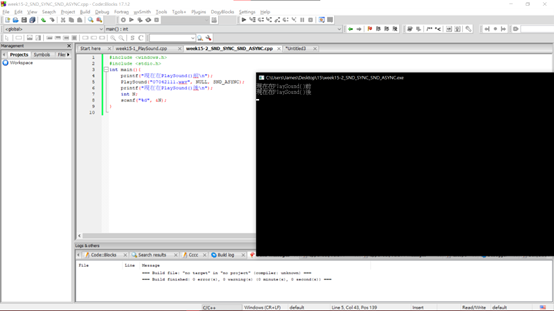 week15-2_SND_SYNC_SND_ASYNC.cpp - Code::Blocks 17.12
File Edit View Search Project Build Debug Fortran wxSmith Tools Tools+ Plugins DoxyBlocks Settings Help
<global> main() : int
Management
Projects Symbols Files
Workspace
Start here week15-1_PlaySound.cpp week15-2_SND_SYNC_SND_ASYNC.cpp *Untitled3
1 #include <windows.h>
2 #include <stdio.h>
3 int main(){
4 printf("現在在PlaySound()前\n");
5 PlaySound( NULL, SND_ASYNC);
6 printf("現在在PlaySound()後\n");
7 int N;
8 scanf("%d", &N);
9 }
10
C:\Users\James\Desktop\15\week15-2_SND_SYNC_SND_ASYNC.exe
現在在PlaySound()前
現在在PlaySound()後
Logs & others
Code::Blocks Search results Cccc Build log
File Line Message
=== Build file: "no target" in "no project" (compiler: unknown) ===
=== Build finished: 0 error(s), 0 warning(s) (0 minute(s), 0 second(s)) ===
C/C++ Windows (CR+LF) default Line 5, Col 43, Pos 139 Insert Read/Write default